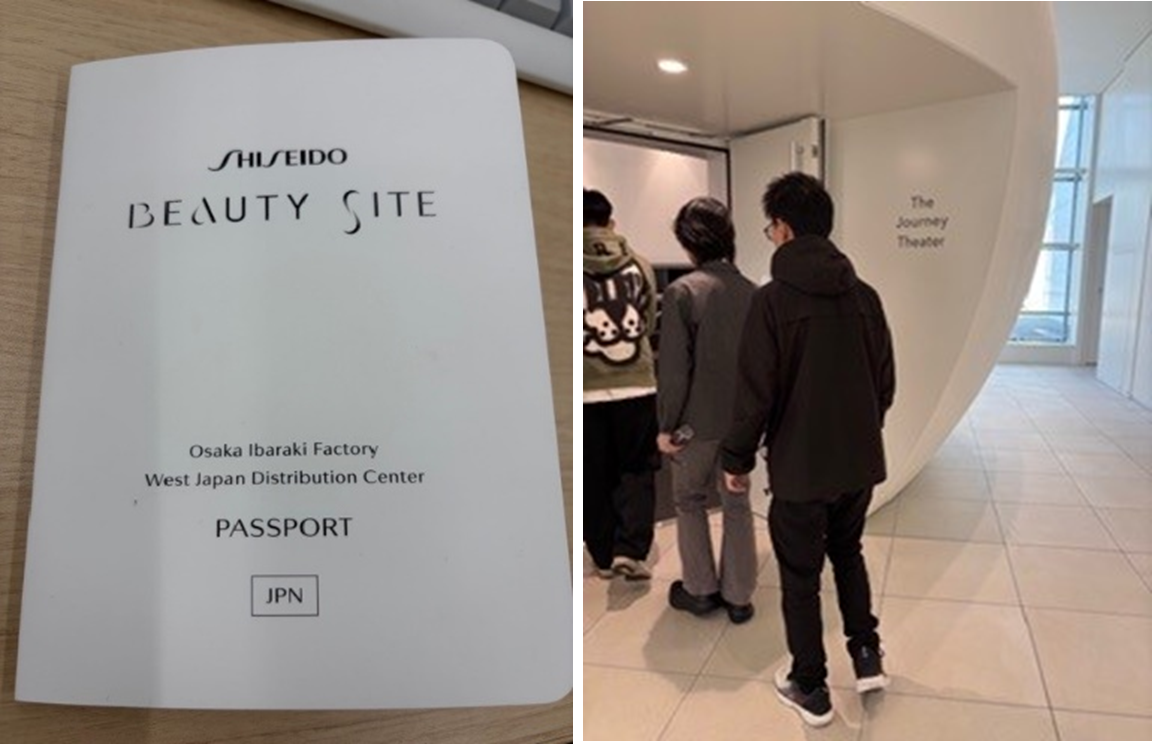 SHISEIDO
BEAUTY SITE
Osaka Ibaraki Factory
West Japan Distribution Center
PASSPORT
JPN
The
Journey
Theater